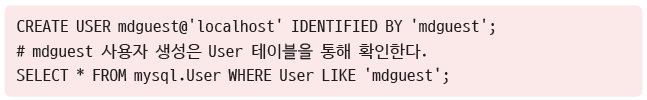 CREATE USER mdguest@'localhost' IDENTIFIED BY 'mdguest';
# mdguest 사용자 생성은 User 테이블을 통해 확인한다.
SELECT * FROM mysql.User WHERE User LIKE 'mdguest';